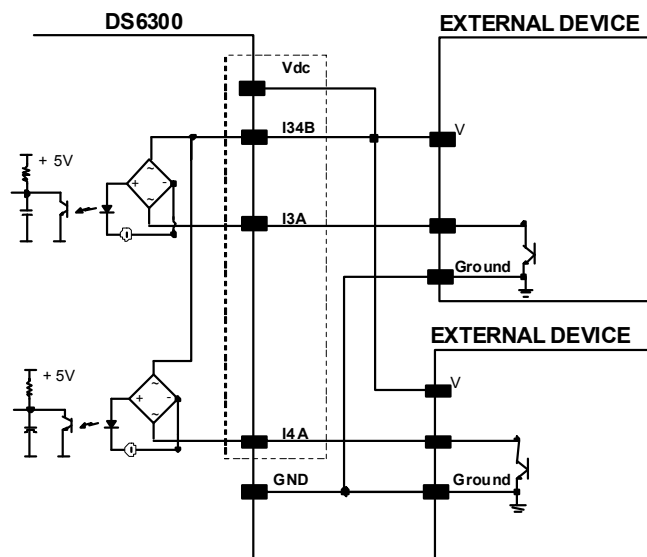 DS6300
EXTERNAL DEVICE
Vdc
I34B
V
+ 5V
~
+
-
~
I3A
Ground
EXTERNAL DEVICE
+ 5V
~
+
-
~
V
I4A
GND
Ground